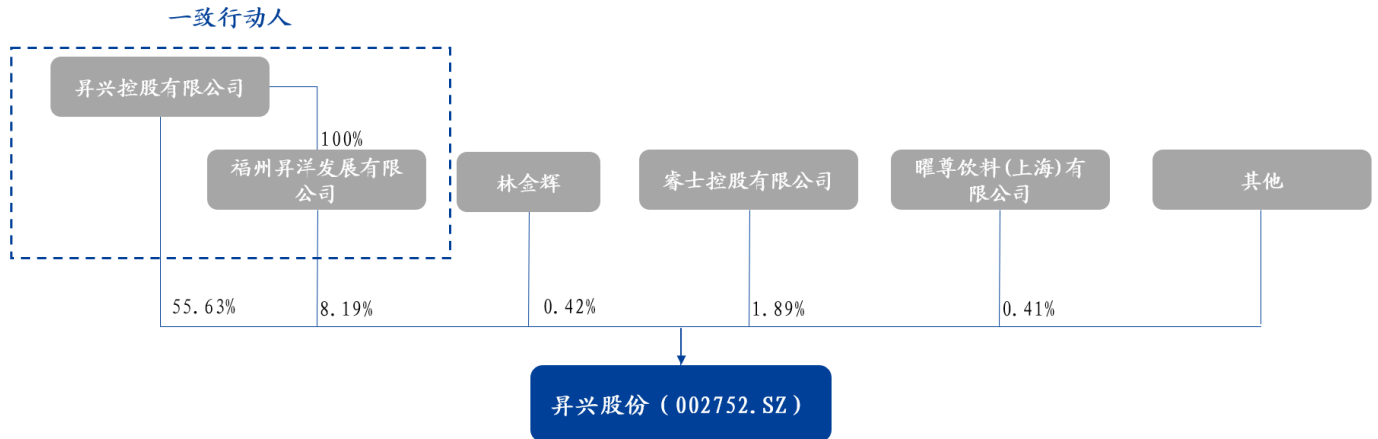 一致行动人
昇兴控股有限公司
100%
福州昇洋发展有限
公司
林金辉
睿士控股有限公司
曜尊饮料(上海)有
限公司
其他
55.63%
8.19%
0.42%
1.89%
0.41%
昇兴股份（002752.SZ）